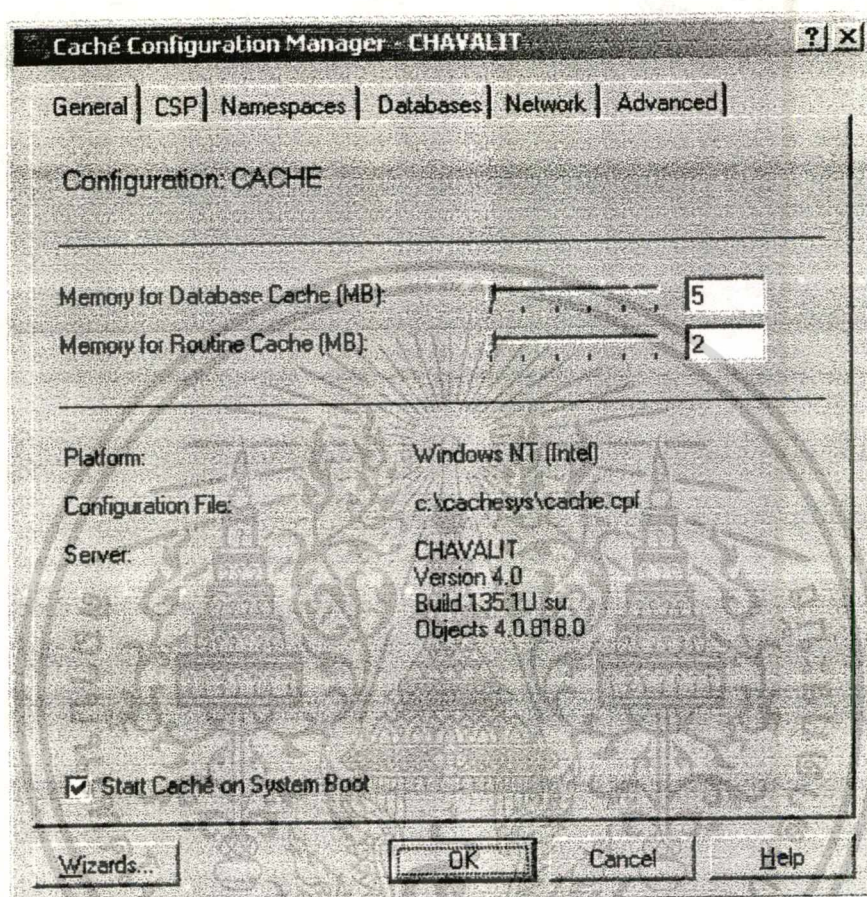 Caché Configuration Manager - CHAVALIT
General CSP Namespaces Databases Network Advanced
Configuration: CACHE
Memory for Database Cache (MB): 5
Memory for Routine Cache (MB): 2
Platform: Windows NT (Intel)
Configuration File: c:\cachesys\cache.cpf
Server: CHAVALIT
Version 4.0
Build 135.1U su
Objects 4.0.818.0
Start Caché on System Boot
Wizards... OK Cancel Help